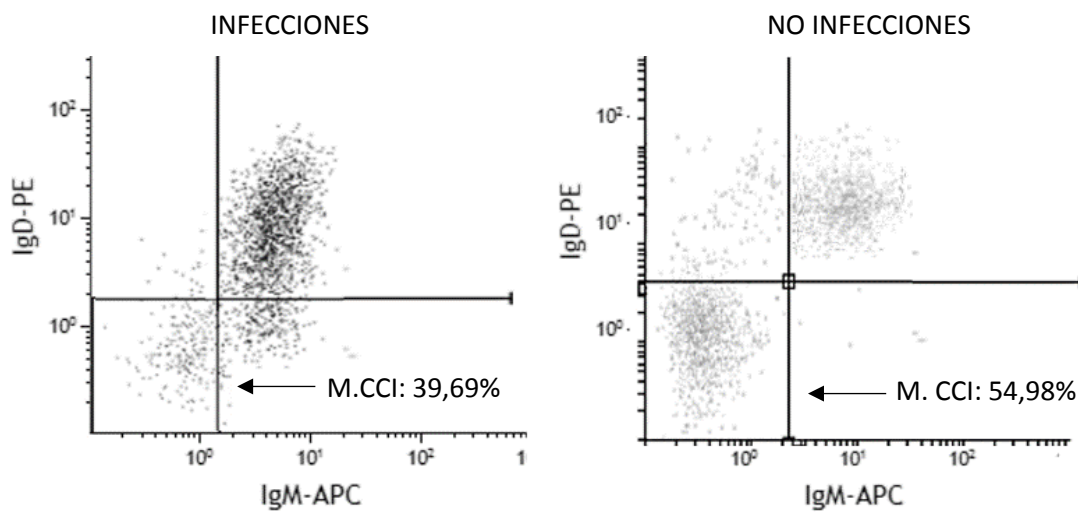 INFECCIONES
10²
10¹
10⁰
IgD-PE
M.CCI: 39,69%
10⁰ 10¹ 10² 1
IgM-APC
NO INFECCIONES
10²
10¹
10⁰
IgD-PE
M. CCI: 54,98%
10⁰ 10¹ 10²
IgM-APC